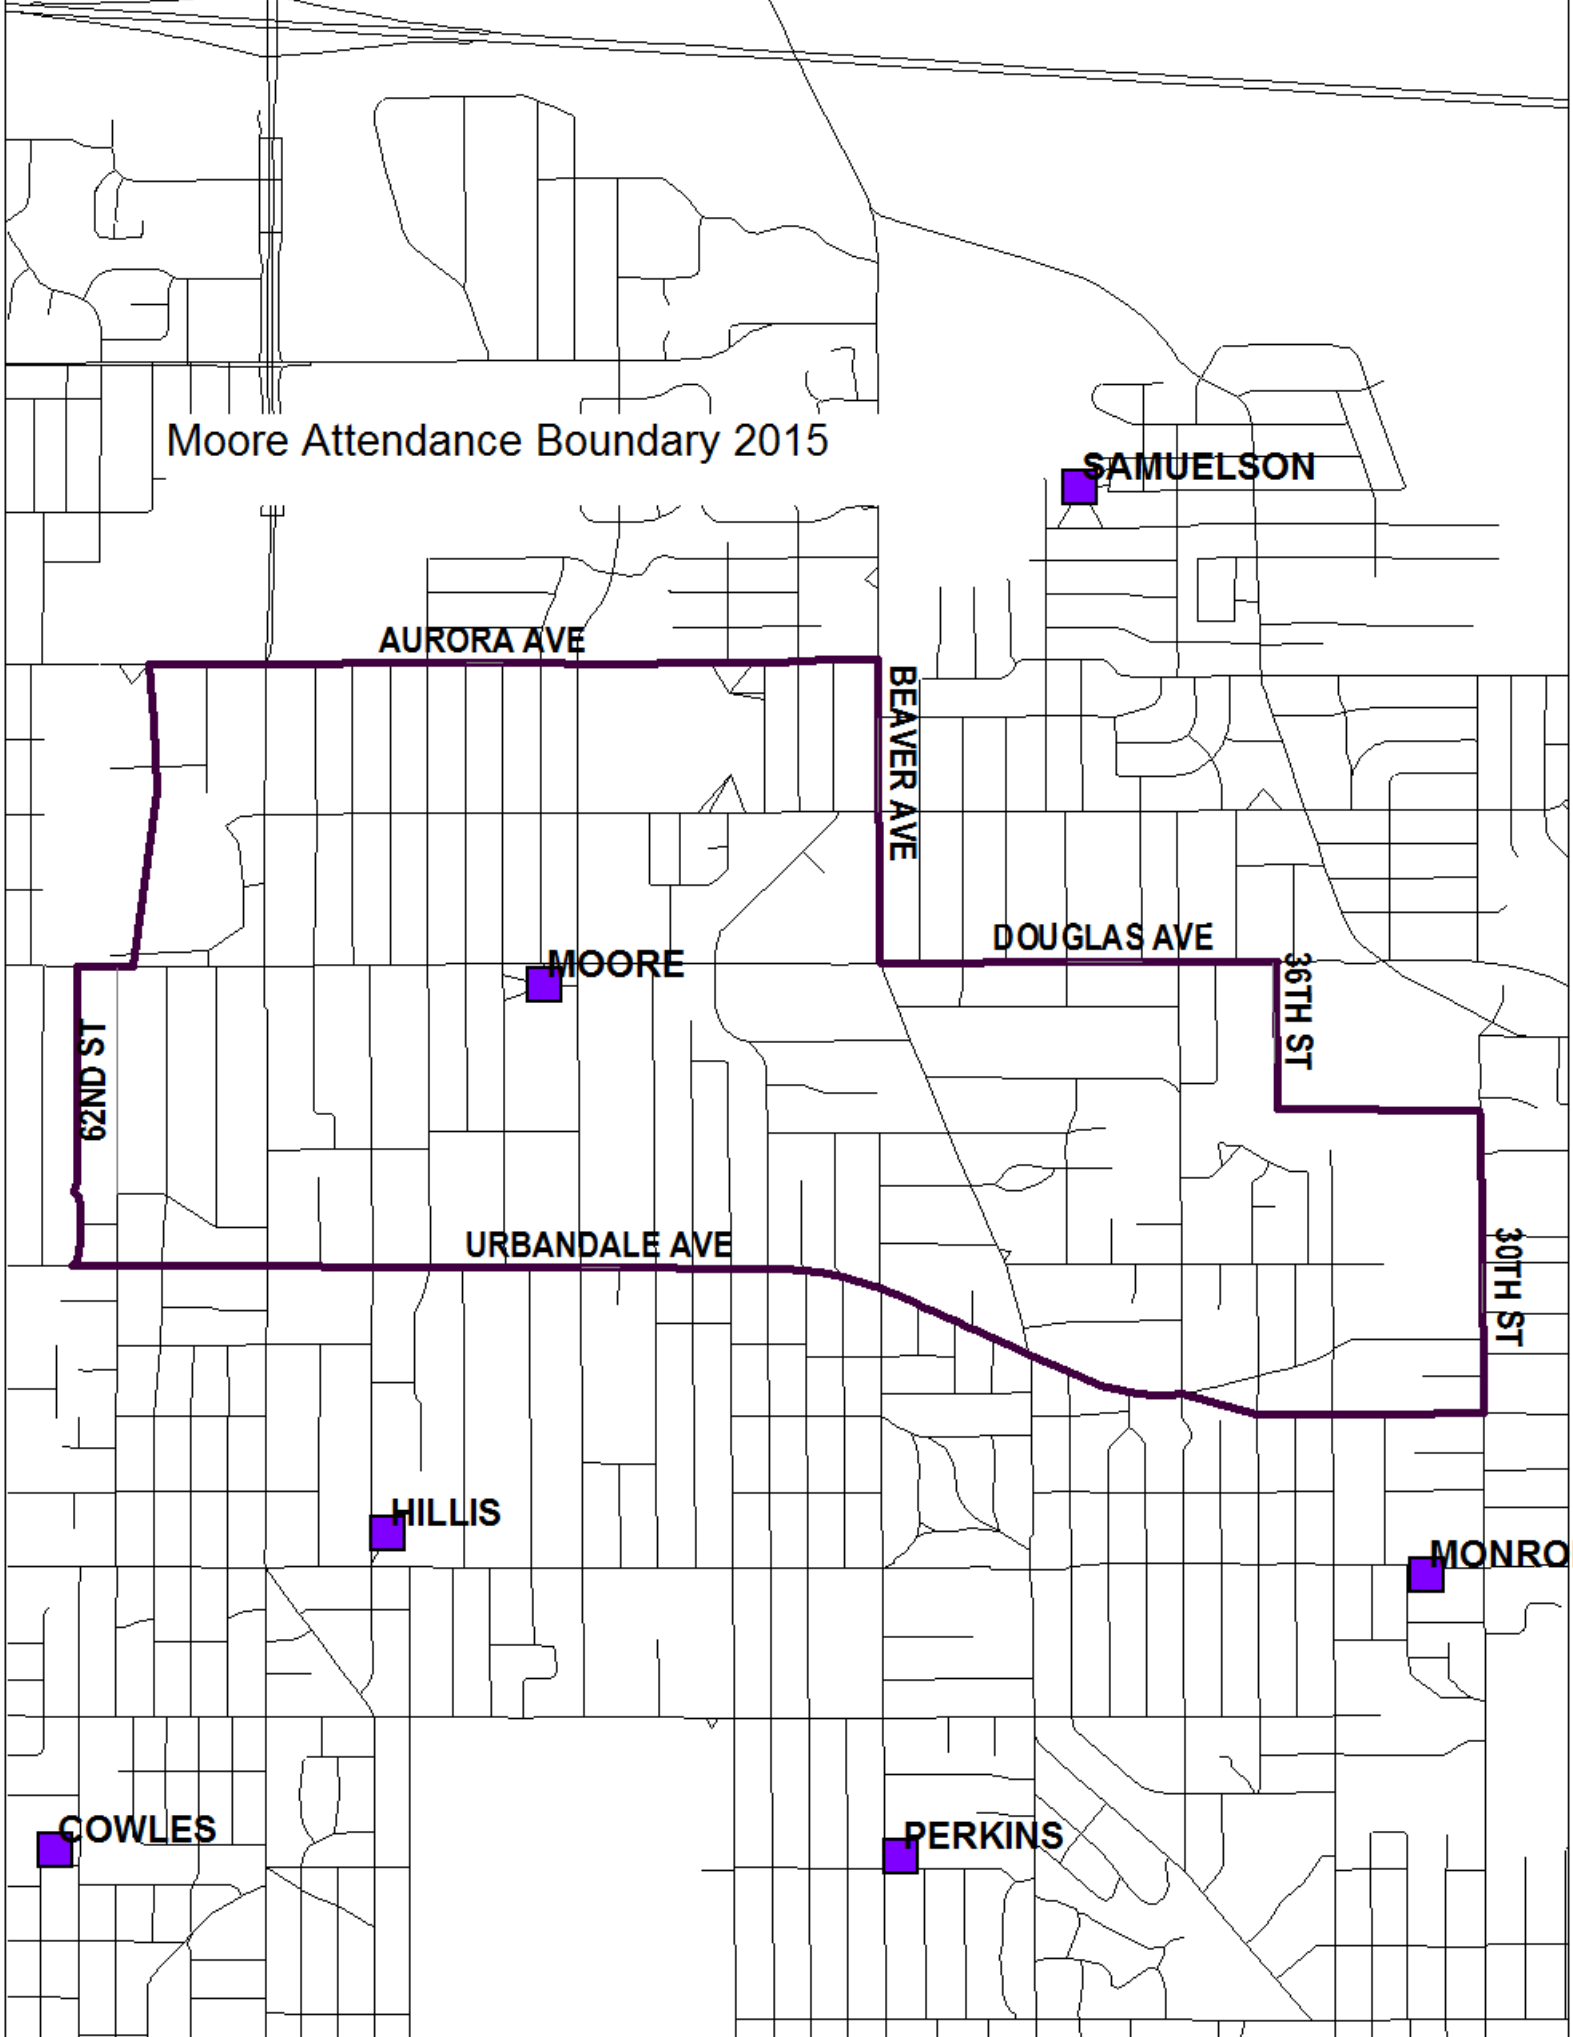 Moore Attendance Boundary 2015
SAMUELSON
AURORA AVE
BEAVER AVE
DOUGLAS AVE
MOORE
36TH ST
62ND ST
URBANDALE AVE
30TH ST
HILLIS
MONRO
COWLES
PERKINS